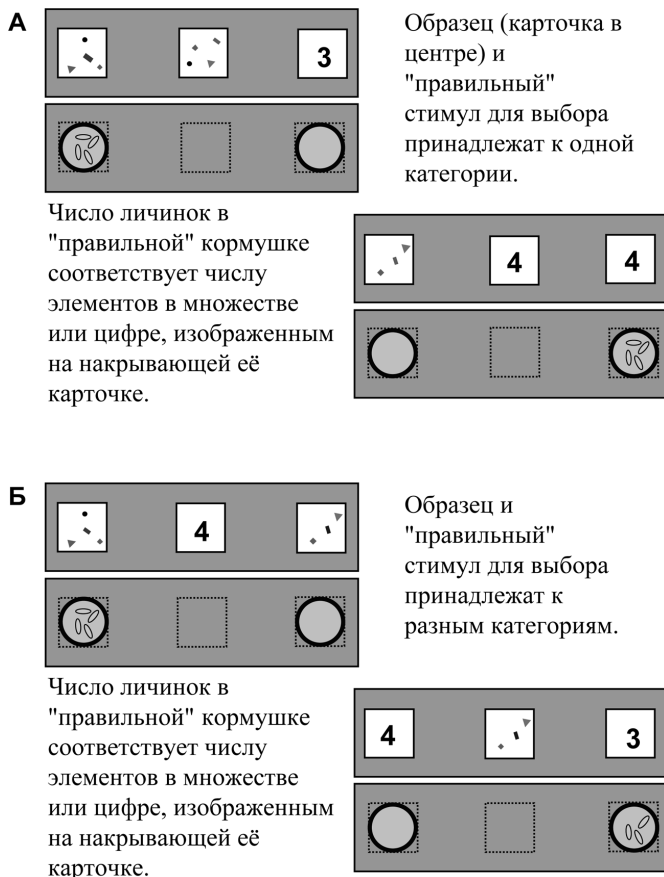 А
3
Образец (карточка в
центре) и
"правильный"
стимул для выбора
принадлежат к одной
категории.
Число личинок в
"правильной" кормушке
соответствует числу
элементов в множестве
или цифре, изображенным
на накрывающей её
карточке.
4 4
Б
4
Образец и
"правильный"
стимул для выбора
принадлежат к
разным категориям.
Число личинок в
"правильной" кормушке
соответствует числу
элементов в множестве
или цифре, изображенным
на накрывающей её
карточке.
4 3